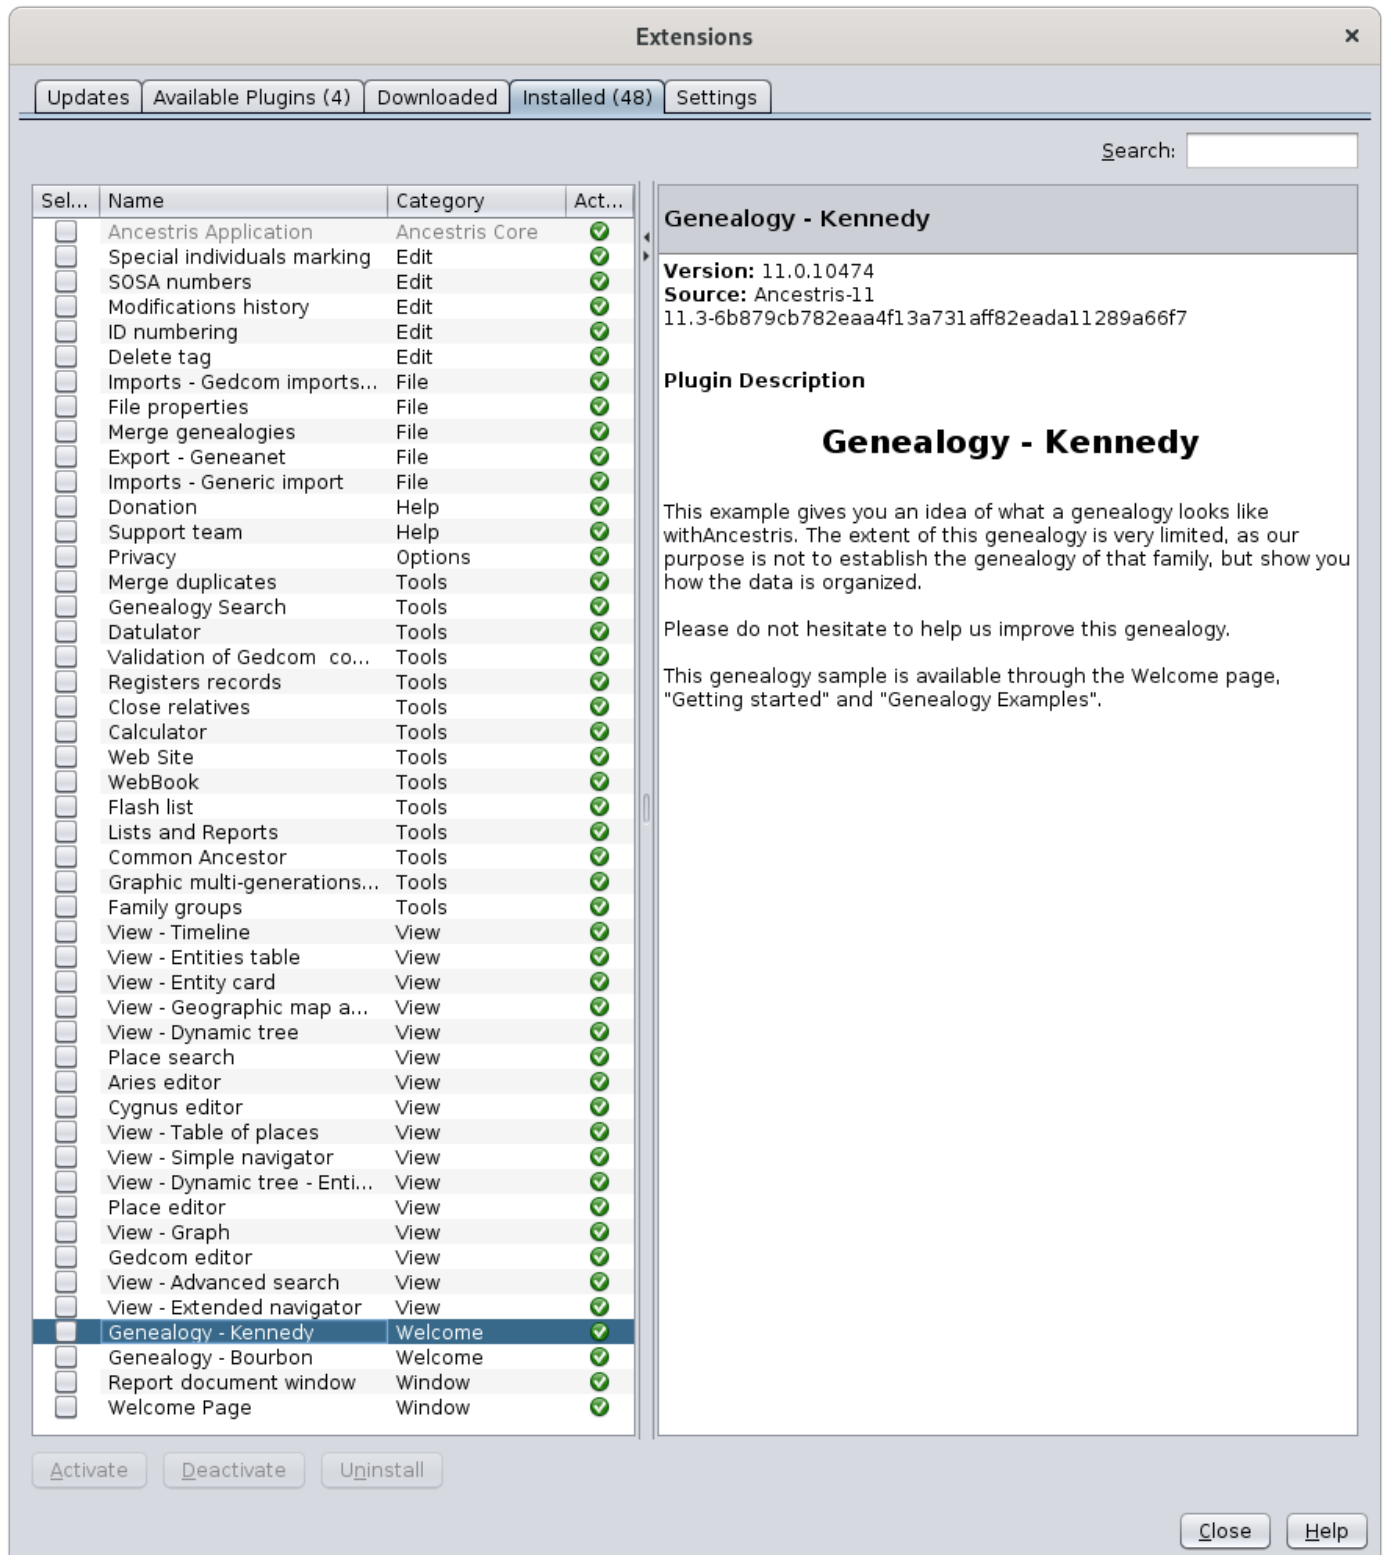 Extensions
Updates Available Plugins (4) Downloaded Installed (48) Settings
Search:
Sel... Name Category Act...
Ancestris Application Ancestris Core
Special individuals marking Edit
SOSA numbers Edit
Modifications history Edit
ID numbering Edit
Delete tag Edit
Imports - Gedcom imports... File
File properties File
Merge genealogies File
Export - Geneanet File
Imports - Generic import File
Donation Help
Support team Help
Privacy Options
Merge duplicates Tools
Genealogy Search Tools
Datulator Tools
Validation of Gedcom  co... Tools
Registers records Tools
Close relatives Tools
Calculator Tools
Web Site Tools
WebBook Tools
Flash list Tools
Lists and Reports Tools
Common Ancestor Tools
Graphic multi-generations... Tools
Family groups Tools
View - Timeline View
View - Entities table View
View - Entity card View
View - Geographic map a... View
View - Dynamic tree View
Place search View
Aries editor View
Cygnus editor View
View - Table of places View
View - Simple navigator View
View - Dynamic tree - Enti... View
Place editor View
View - Graph View
Gedcom editor View
View - Advanced search View
View - Extended navigator View
Genealogy - Kennedy Welcome
Genealogy - Bourbon Welcome
Report document window Window
Welcome Page Window
Genealogy - Kennedy
Version: 11.0.10474
Source: Ancestris-11
11.3-6b879cb782eaa4f13a731aff82eada11289a66f7
Plugin Description
Genealogy - Kennedy
This example gives you an idea of what a genealogy looks like
withAncestris. The extent of this genealogy is very limited, as our
purpose is not to establish the genealogy of that family, but show you
how the data is organized.
Please do not hesitate to help us improve this genealogy.
This genealogy sample is available through the Welcome page,
"Getting started" and "Genealogy Examples".
Activate Deactivate Uninstall
Close Help